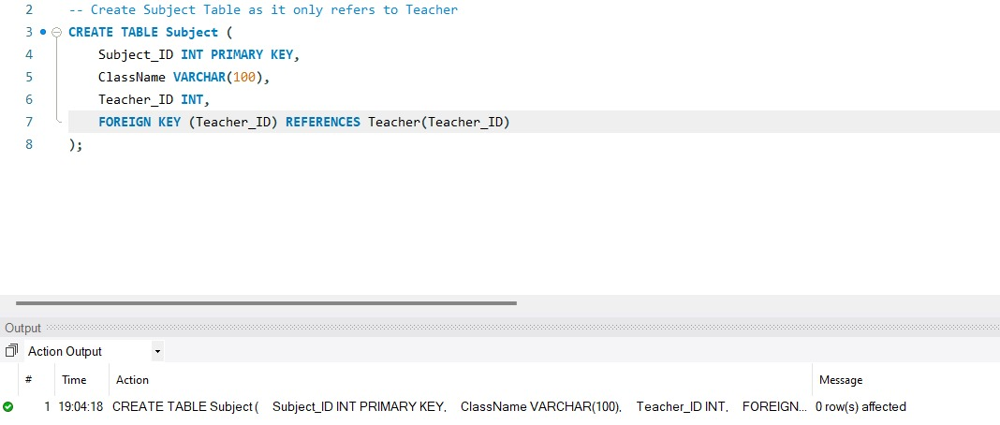 2 -- Create Subject Table as it only refers to Teacher
3 CREATE TABLE Subject (
4 Subject_ID INT PRIMARY KEY,
5 ClassName VARCHAR(100),
6 Teacher_ID INT,
7 FOREIGN KEY (Teacher_ID) REFERENCES Teacher(Teacher_ID)
8 );
Output
Action Output
# Time Action Message
1 19:04:18 CREATE TABLE Subject ( Subject_ID INT PRIMARY KEY, ClassName VARCHAR(100), Teacher_ID INT, FOREIGN... 0 row(s) affected